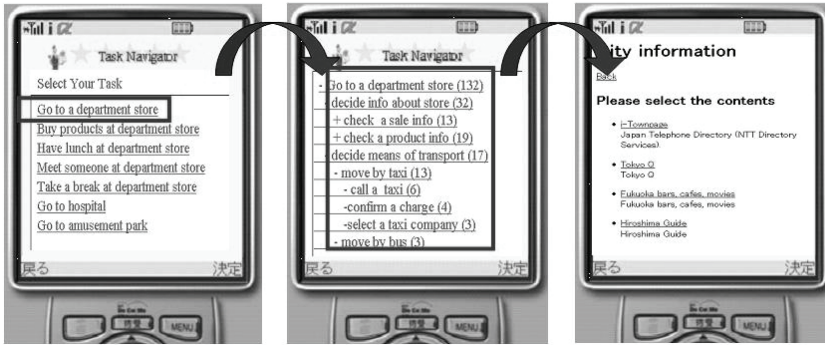 Task Navigator
Select Your Task
Go to a department store
Buy products at department store
Have lunch at department store
Meet someone at department store
Take a break at department store
Go to hospital
Go to amusement park
戻る 決定
MENU
Task Navigator
- Go to a department store (132)
- decide info about store (32)
+ check a sale info (13)
+ check a product info (19)
decide means of transport (17)
- move by taxi (13)
- call a taxi (6)
-confirm a charge (4)
-select a taxi company (3)
- move by bus (3)
戻る 決定
MENU
ity information
Back
Please select the contents
• i-Townpage
Japan Telephone Directory (NTT Directory
Services).
• Tokyo Q
Tokyo Q
• Fukuoka bars, cafes, movies
Fukuoka bars, cafes, movies
• Hiroshima Guide
Hiroshima Guide
戻る 決定
MENU